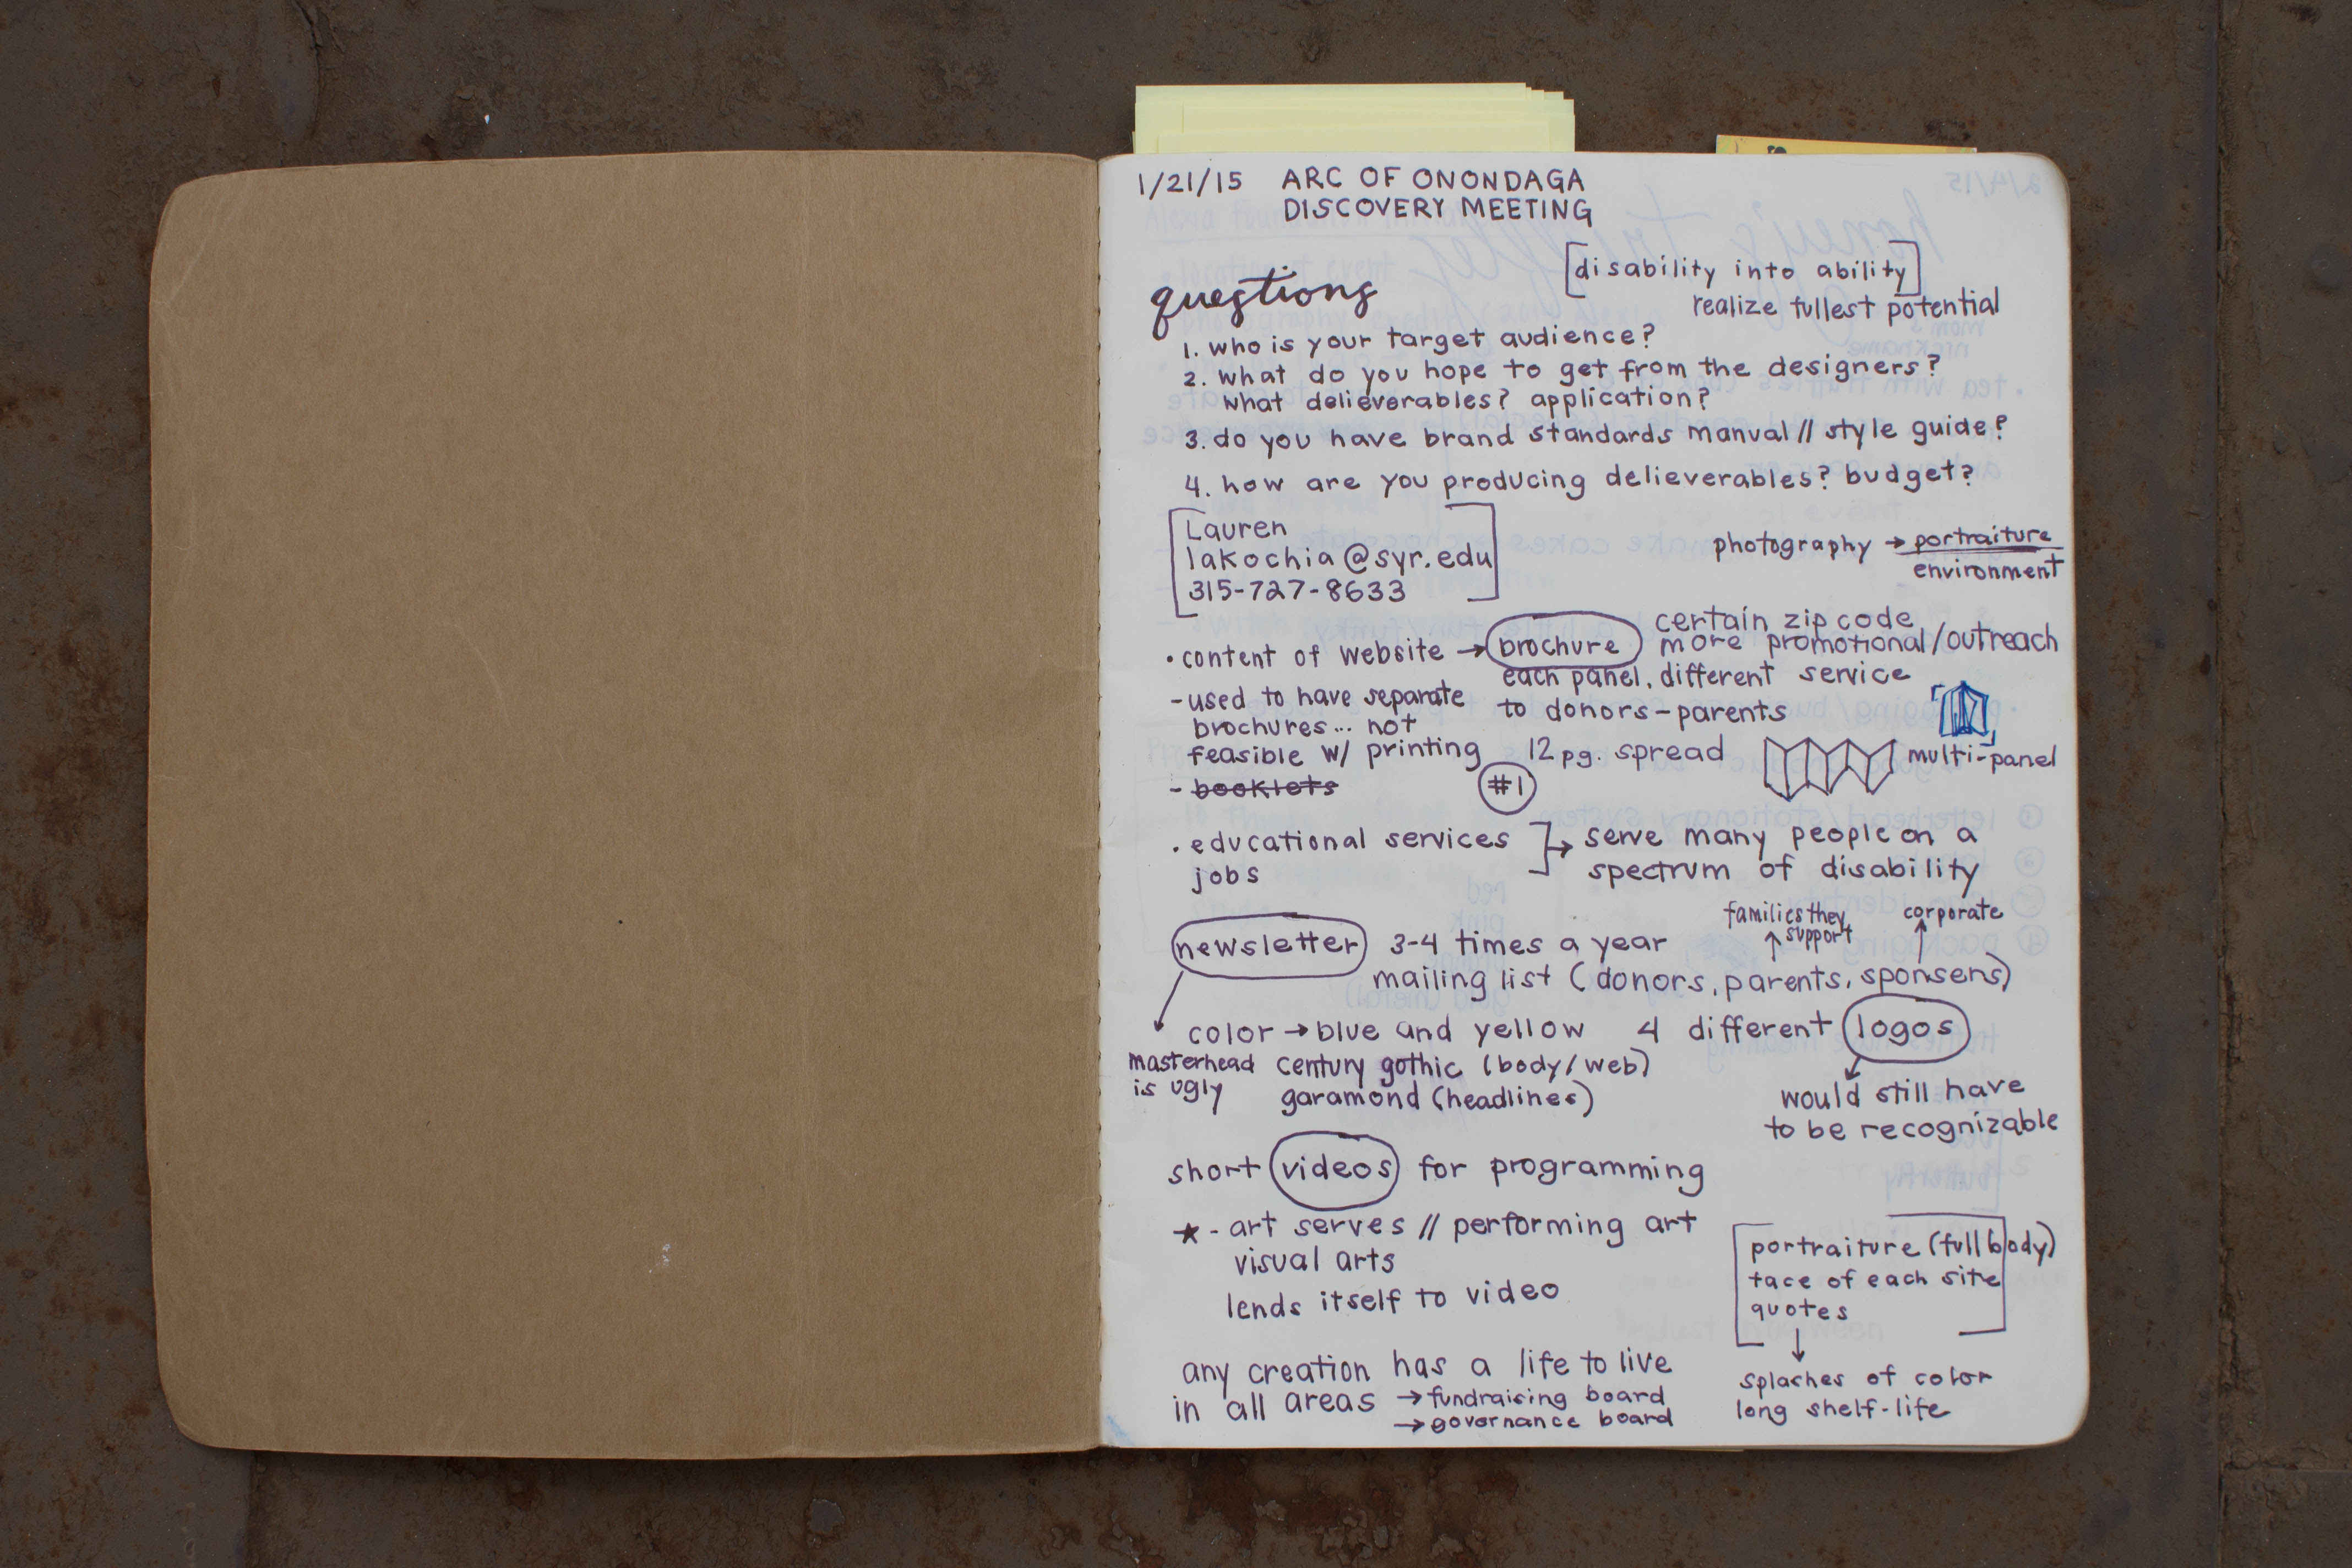 1/21/15 ARC OF ONONDAGA
DISCOVERY MEETING
[disability into ability]
realize fullest potential
questions
1. who is your target audience?
2. what do you hope to get from the designers?
what delieverables? application?
3. do you have brand standards manual // style guide?
4. how are you producing delieverables? budget?
Lauren
lakochia@syr.edu
315-727-8633
photography → portraiture
environment
• content of website → brochure
certain zip code
more promotional/outreach
each panel, different service
to donors - parents
- used to have separate
brochures... not
feasible w/ printing
- booklets
12 pg. spread
multi-panel
#1
• educational services
jobs
→ serve many people on a
spectrum of disability
newsletter 3-4 times a year
families they
support
corporate
mailing list (donors, parents, sponsers)
masterhead
is ugly
color → blue and yellow
century gothic (body/web)
garamond (headlines)
4 different logos
would still have
to be recognizable
short videos for programming
★ - art serves // performing art
visual arts
lends itself to video
portraiture (full body)
face of each site
quotes
splaches of color
long shelf-life
any creation has a life to live
in all areas → fundraising board
→ governance board